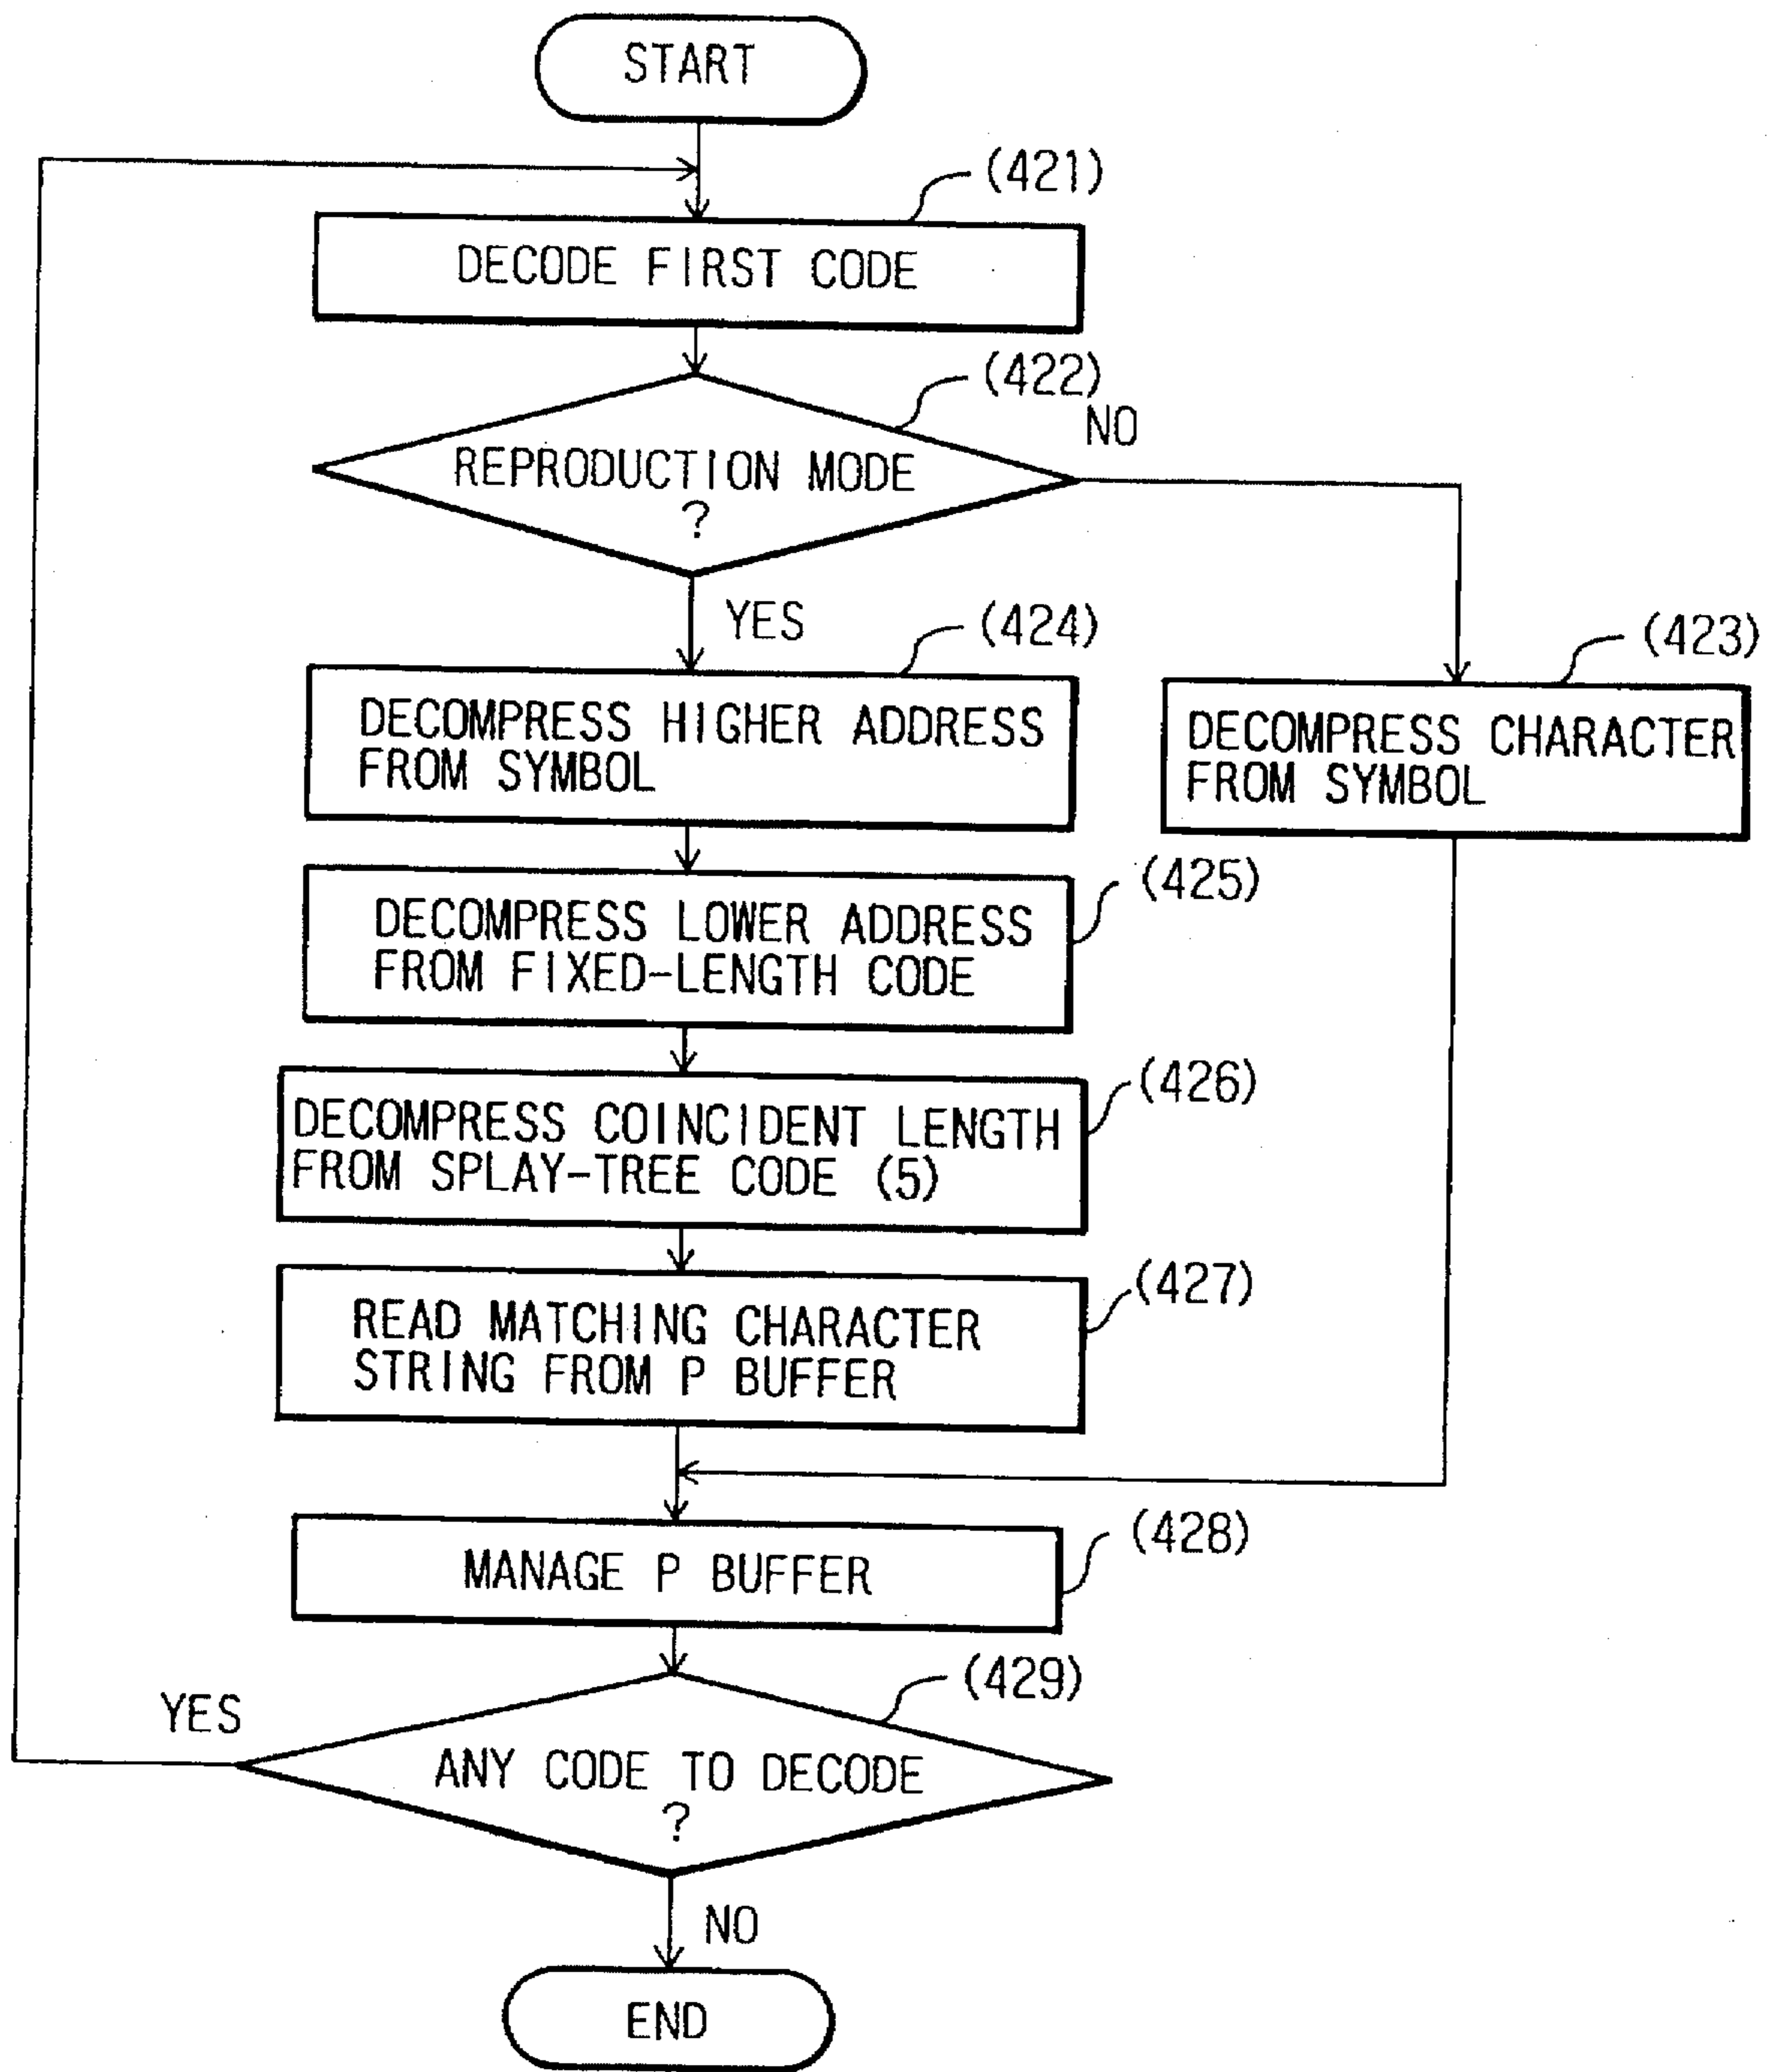 START
(421)
DECODE FIRST CODE
(422)
NO
REPRODUCTION MODE
?
YES
(424)
(423)
DECOMPRESS HIGHER ADDRESS
FROM SYMBOL
DECOMPRESS CHARACTER
FROM SYMBOL
(425)
DECOMPRESS LOWER ADDRESS
FROM FIXED-LENGTH CODE
(426)
DECOMPRESS COINCIDENT LENGTH
FROM SPLAY-TREE CODE (5)
(427)
READ MATCHING CHARACTER
STRING FROM P BUFFER
(428)
MANAGE P BUFFER
(429)
YES
ANY CODE TO DECODE
?
NO
END